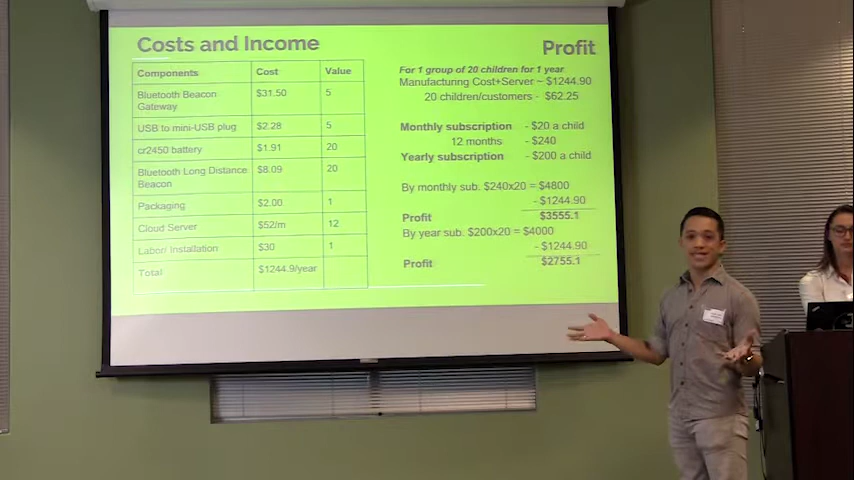 Costs and Income
Components Cost Value
Bluetooth Beacon Gateway $31.50 5
USB to mini-USB plug $2.28 5
cr2450 battery $1.91 20
Bluetooth Long Distance Beacon $8.09 20
Packaging $2.00 1
Cloud Server $52/m 12
Labor/ Installation $30 1
Total $1244.9/year
Profit
For 1 group of 20 children for 1 year
Manufacturing Cost+Server ~ $1244.90
20 children/customers - $62.25
Monthly subscription - $20 a child
12 months - $240
Yearly subscription - $200 a child
By monthly sub. $240x20 = $4800
- $1244.90
Profit $3555.1
By year sub. $200x20 = $4000
- $1244.90
Profit $2755.1